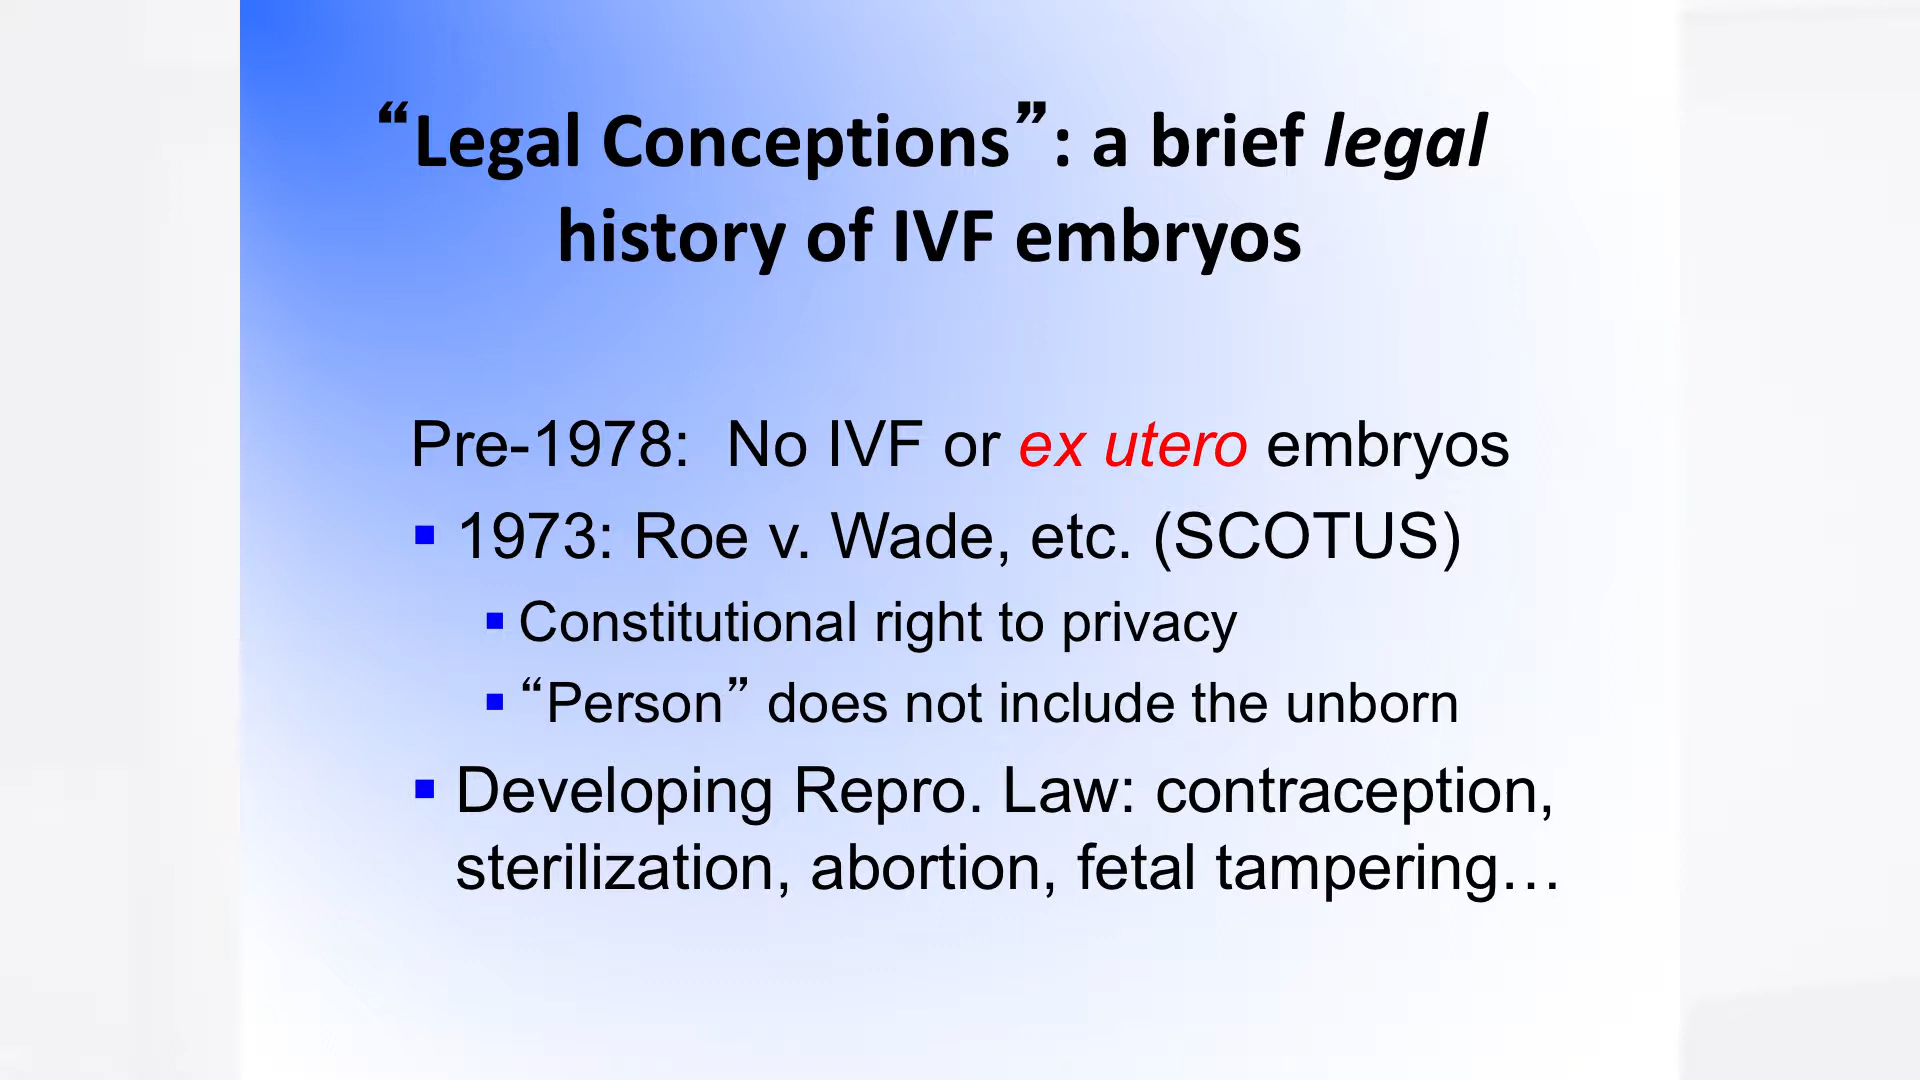 “Legal Conceptions”: a brief legal
history of IVF embryos
Pre-1978: No IVF or ex utero embryos
▪ 1973: Roe v. Wade, etc. (SCOTUS)
▪ Constitutional right to privacy
▪ “Person” does not include the unborn
▪ Developing Repro. Law: contraception,
sterilization, abortion, fetal tampering…